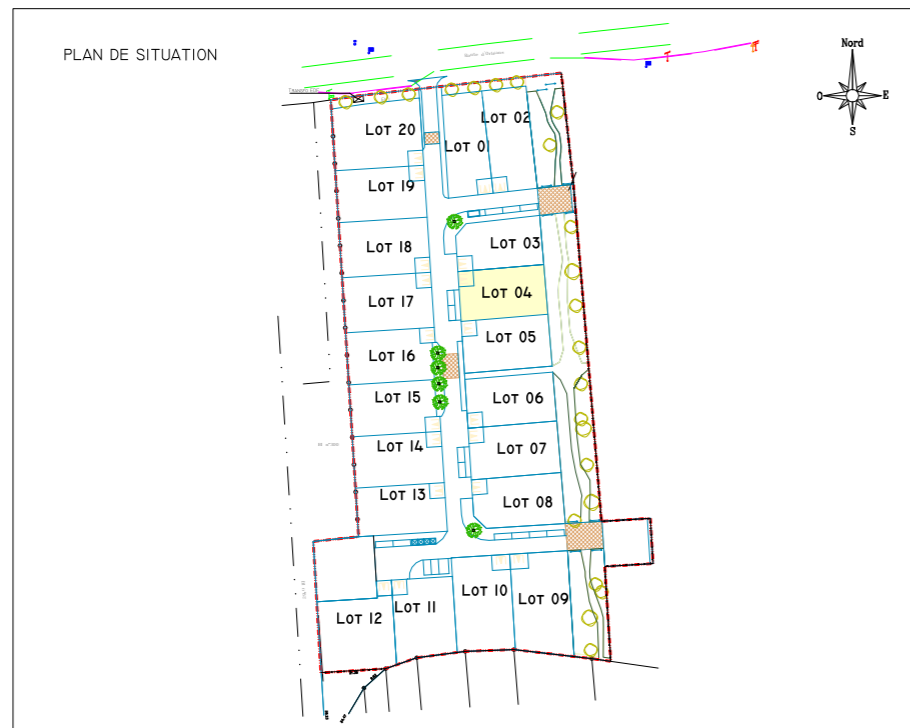 PLAN DE SITUATION
Nord
O E
S
LOT 20
LOT 02
LOT 01
LOT 19
LOT 18
LOT 03
LOT 17
LOT 04
LOT 05
LOT 16
LOT 15
LOT 06
LOT 14
LOT 07
LOT 13
LOT 08
LOT 12
LOT 11
LOT 10
LOT 09